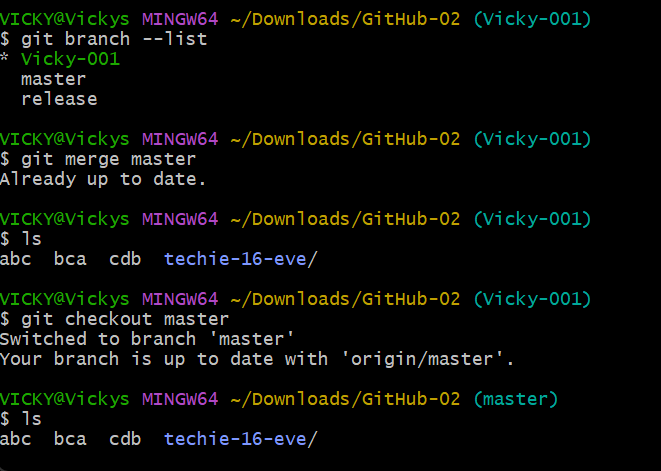 VICKY@Vickys MINGW64 ~/Downloads/GitHub-02 (Vicky-001)
$ git branch --list
* Vicky-001
  master
  release

VICKY@Vickys MINGW64 ~/Downloads/GitHub-02 (Vicky-001)
$ git merge master
Already up to date.

VICKY@Vickys MINGW64 ~/Downloads/GitHub-02 (Vicky-001)
$ ls
abc  bca  cdb  techie-16-eve/

VICKY@Vickys MINGW64 ~/Downloads/GitHub-02 (Vicky-001)
$ git checkout master
Switched to branch 'master'
Your branch is up to date with 'origin/master'.

VICKY@Vickys MINGW64 ~/Downloads/GitHub-02 (master)
$ ls
abc  bca  cdb  techie-16-eve/